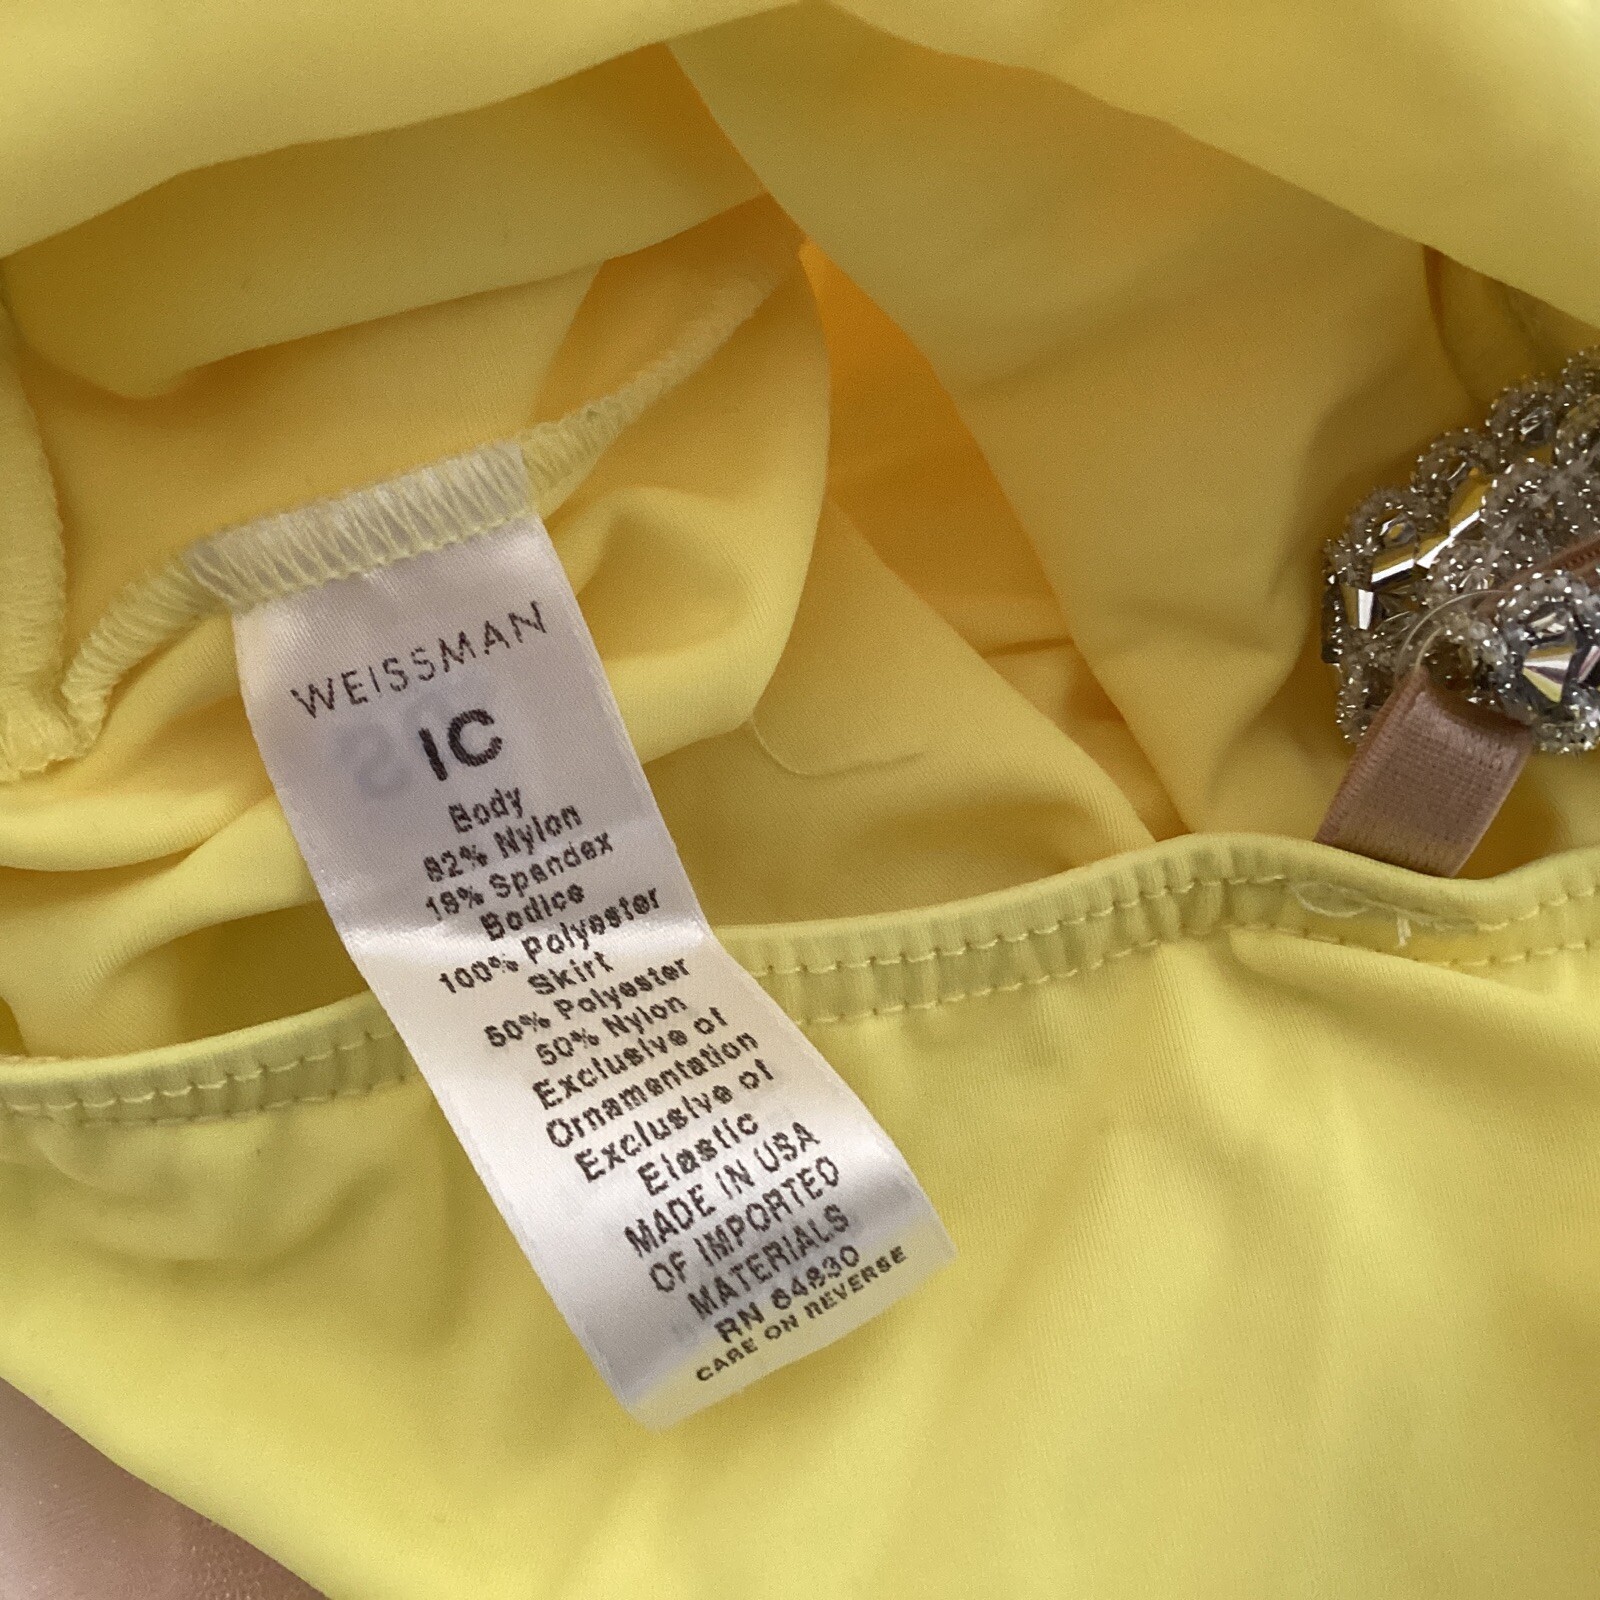 WEISSMAN
IC
Body
82% Nylon
18% Spandex
Bodice
100% Polyester
Skirt
50% Polyester
50% Nylon
Exclusive of
Ornamentation
Exclusive of
Elastic
MADE IN USA
OF IMPORTED
MATERIALS
RN 64830
CARE ON REVERSE